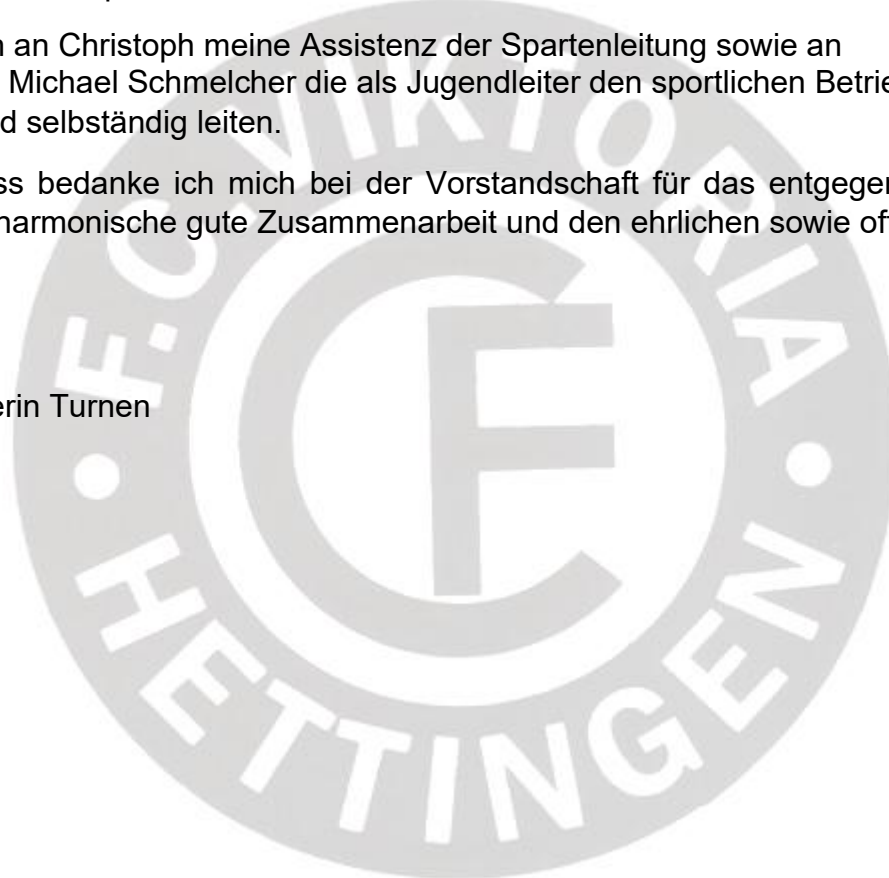 n an Christoph meine Assistenz der Spartenleitung sowie an
Michael Schmelcher die als Jugendleiter den sportlichen Betrie
d selbständig leiten.
ss bedanke ich mich bei der Vorstandschaft für das entgegen
harmonische gute Zusammenarbeit und den ehrlichen sowie of
erin Turnen
F.C. VIKTORIA
CF
HETTINGEN